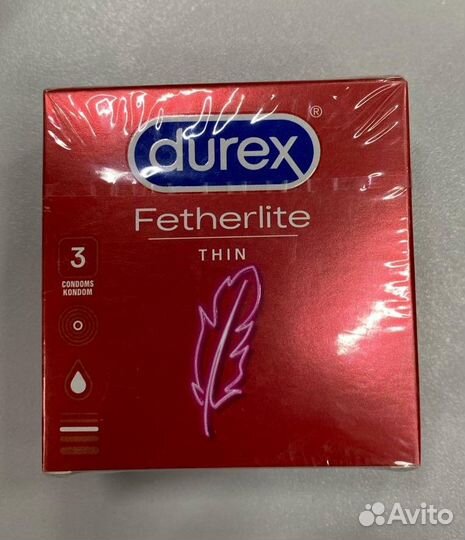 durex
®
Fetherlite
THIN
3
CONDOMS
KONDOM
Avito